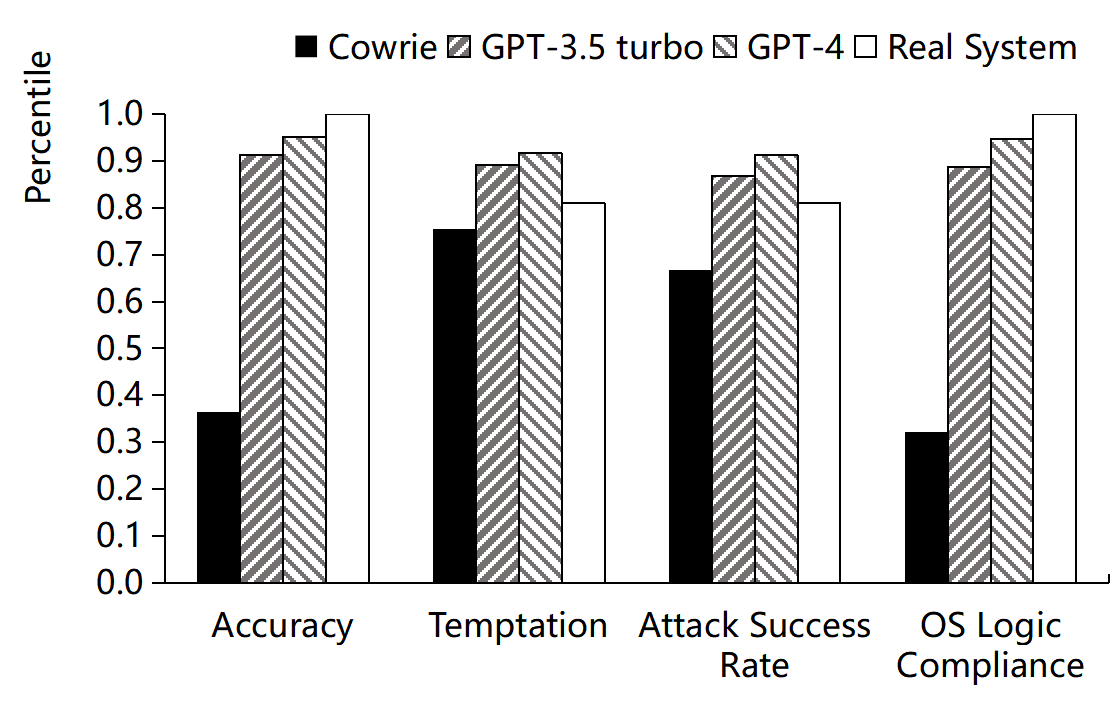 Cowrie GPT-3.5 turbo GPT-4 Real System
Percentile
1.0
0.9
0.8
0.7
0.6
0.5
0.4
0.3
0.2
0.1
0.0
Accuracy
Temptation
Attack Success
Rate
OS Logic
Compliance